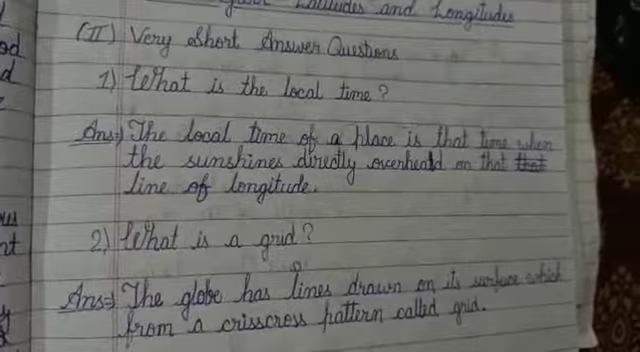 Latitudes and Longitudes
(II) Very Short Answer Questions
1) What is the local time?
Ans→ The local time of a place is that time when
the sunshines directly overhead on that that
line of longitude.
2) What is a grid?
Ans→ The globe has lines drawn on its surface which
from a crisscross pattern called grid.